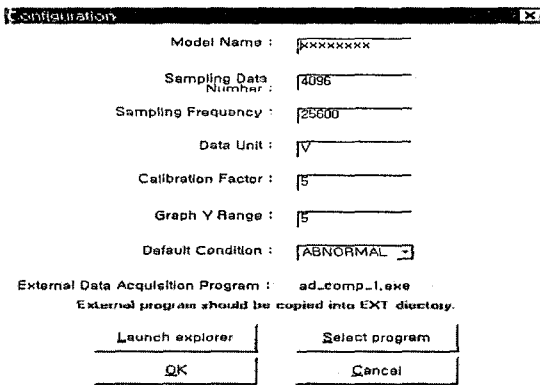 Configuration
Model Name : xxxxxxxx
Sampling Data Number : 4096
Sampling Frequency : 25600
Data Unit : V
Calibration Factor : 5
Graph Y Range : 5
Default Condition : ABNORMAL
External Data Acquisition Program : ad_comp_1.exe
External program should be copied into EXT diectory.
Launch explorer Select program
OK Cancel